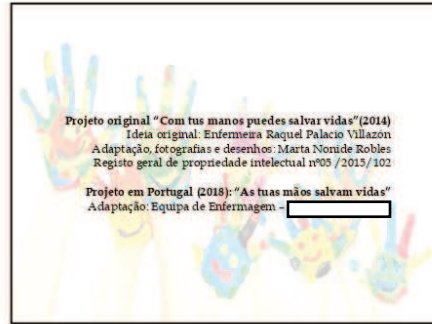 Projeto original “Com tus manos puedes salvar vidas”(2014)
Ideia original: Enfermeira Raquel Palacio Villazón
Adaptação, fotografias e desenhos: Marta Nonide Robles
Registo geral de propriedade intelectual nº05 /2015/102
Projeto em Portugal (2018): “As tuas mãos salvam vidas”
Adaptação: Equipa de Enfermagem –